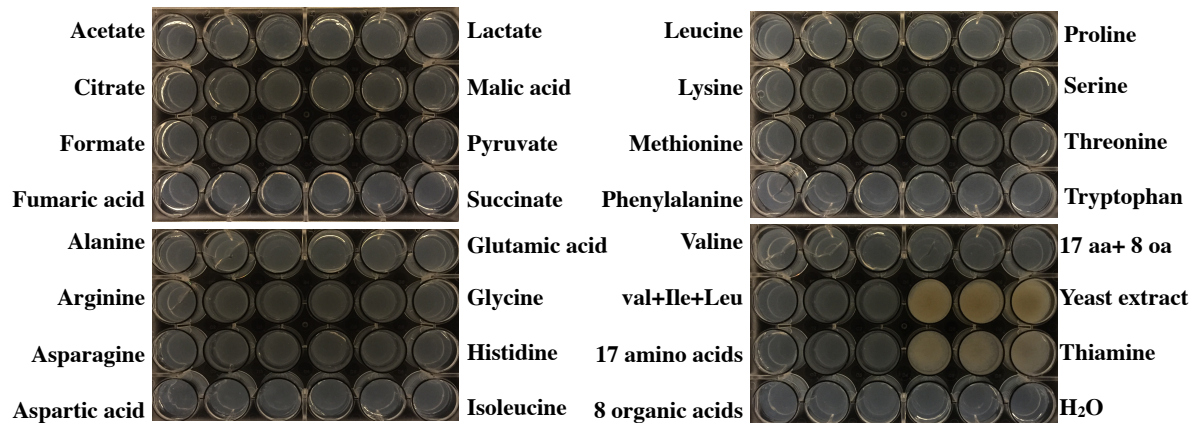 Acetate
Lactate
Leucine
Proline
Citrate
Malic acid
Lysine
Serine
Formate
Pyruvate
Methionine
Threonine
Fumaric acid
Succinate
Phenylalanine
Tryptophan
Alanine
Glutamic acid
Valine
17 aa+ 8 oa
Arginine
Glycine
val+Ile+Leu
Yeast extract
Asparagine
Histidine
17 amino acids
Thiamine
Aspartic acid
Isoleucine
8 organic acids
H₂O